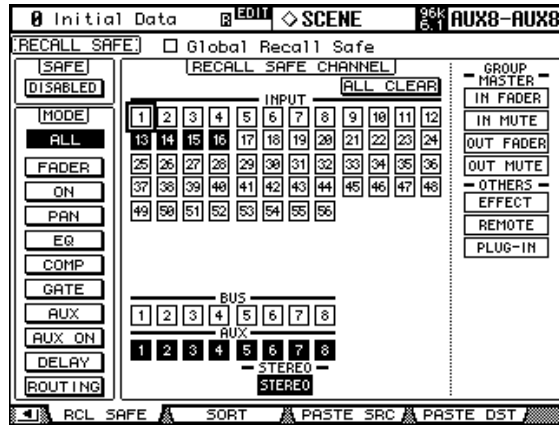 0 Initial Data R EDIT ◇SCENE 96k 6.1 AUX8-AUX8
RECALL SAFE Global Recall Safe
SAFE
DISABLED
MODE
ALL
FADER
ON
PAN
EQ
COMP
GATE
AUX
AUX ON
DELAY
ROUTING
RECALL SAFE CHANNEL
ALL CLEAR
INPUT
1 2 3 4 5 6 7 8 9 10 11 12
13 14 15 16 17 18 19 20 21 22 23 24
25 26 27 28 29 30 31 32 33 34 35 36
37 38 39 40 41 42 43 44 45 46 47 48
49 50 51 52 53 54 55 56
BUS
1 2 3 4 5 6 7 8
AUX
1 2 3 4 5 6 7 8
STEREO
STEREO
GROUP
MASTER
IN FADER
IN MUTE
OUT FADER
OUT MUTE
OTHERS
EFFECT
REMOTE
PLUG-IN
RCL SAFE SORT PASTE SRC PASTE DST